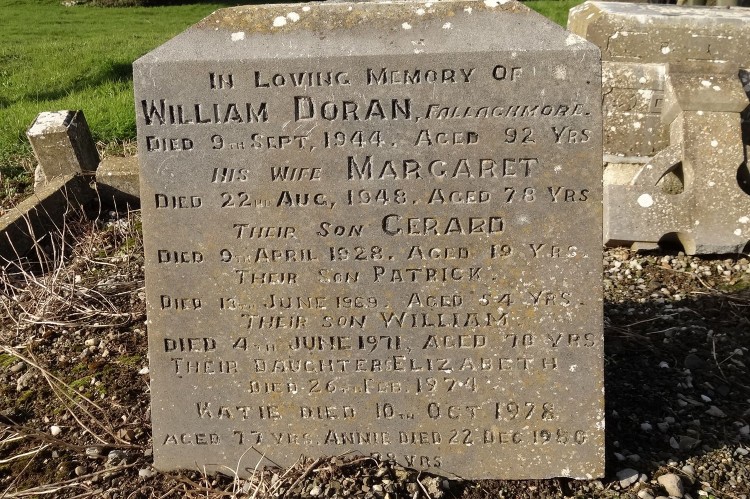 IN LOVING MEMORY OF
WILLIAM DORAN, FALLAGHMORE.
DIED 9TH SEPT, 1944. AGED 92 YRS
HIS WIFE MARGARET
DIED 22ND AUG, 1948. AGED 78 YRS
THEIR SON GERARD
DIED 9TH APRIL 1928. AGED 19 YRS.
THEIR SON PATRICK.
DIED JUNE 1969. AGED 54 YRS.
THEIR SON WILLIAM
DIED 4TH JUNE 1971, AGED 70 YRS
THEIR DAUGHTER ELIZABETH
DIED 26TH FEB. 1974
KATIE DIED 10TH OCT 1978
AGED 77 YRS. ANNIE DIED 22 DEC
YRS